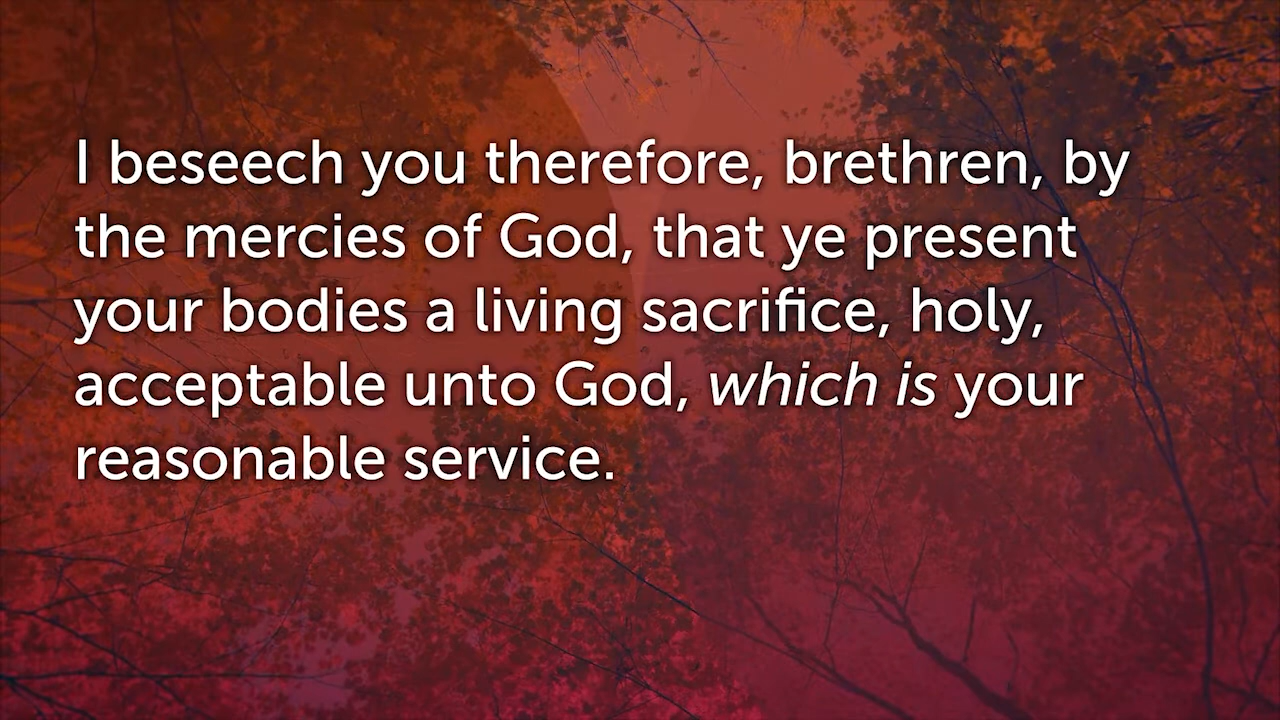 I beseech you therefore, brethren, by
the mercies of God, that ye present
your bodies a living sacrifice, holy,
acceptable unto God, which is your
reasonable service.